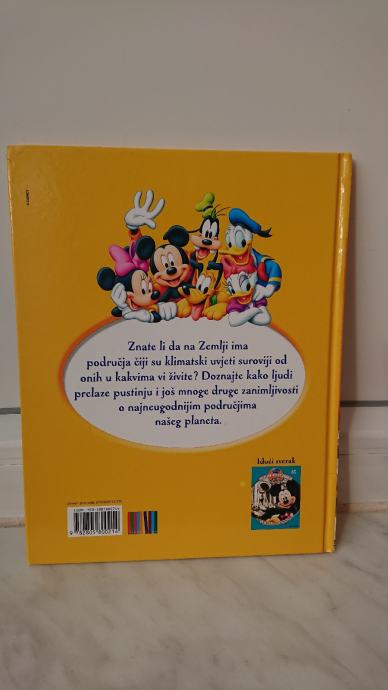 Znate li da na Zemlji ima
područja čiji su klimatski uvjeti suroviji od
onih u kakvima vi živite? Doznajte kako ljudi
prelaze pustinju i još mnoge druge zanimljivosti
o najneugodnijim područjima
našeg planeta.
Idući svezak